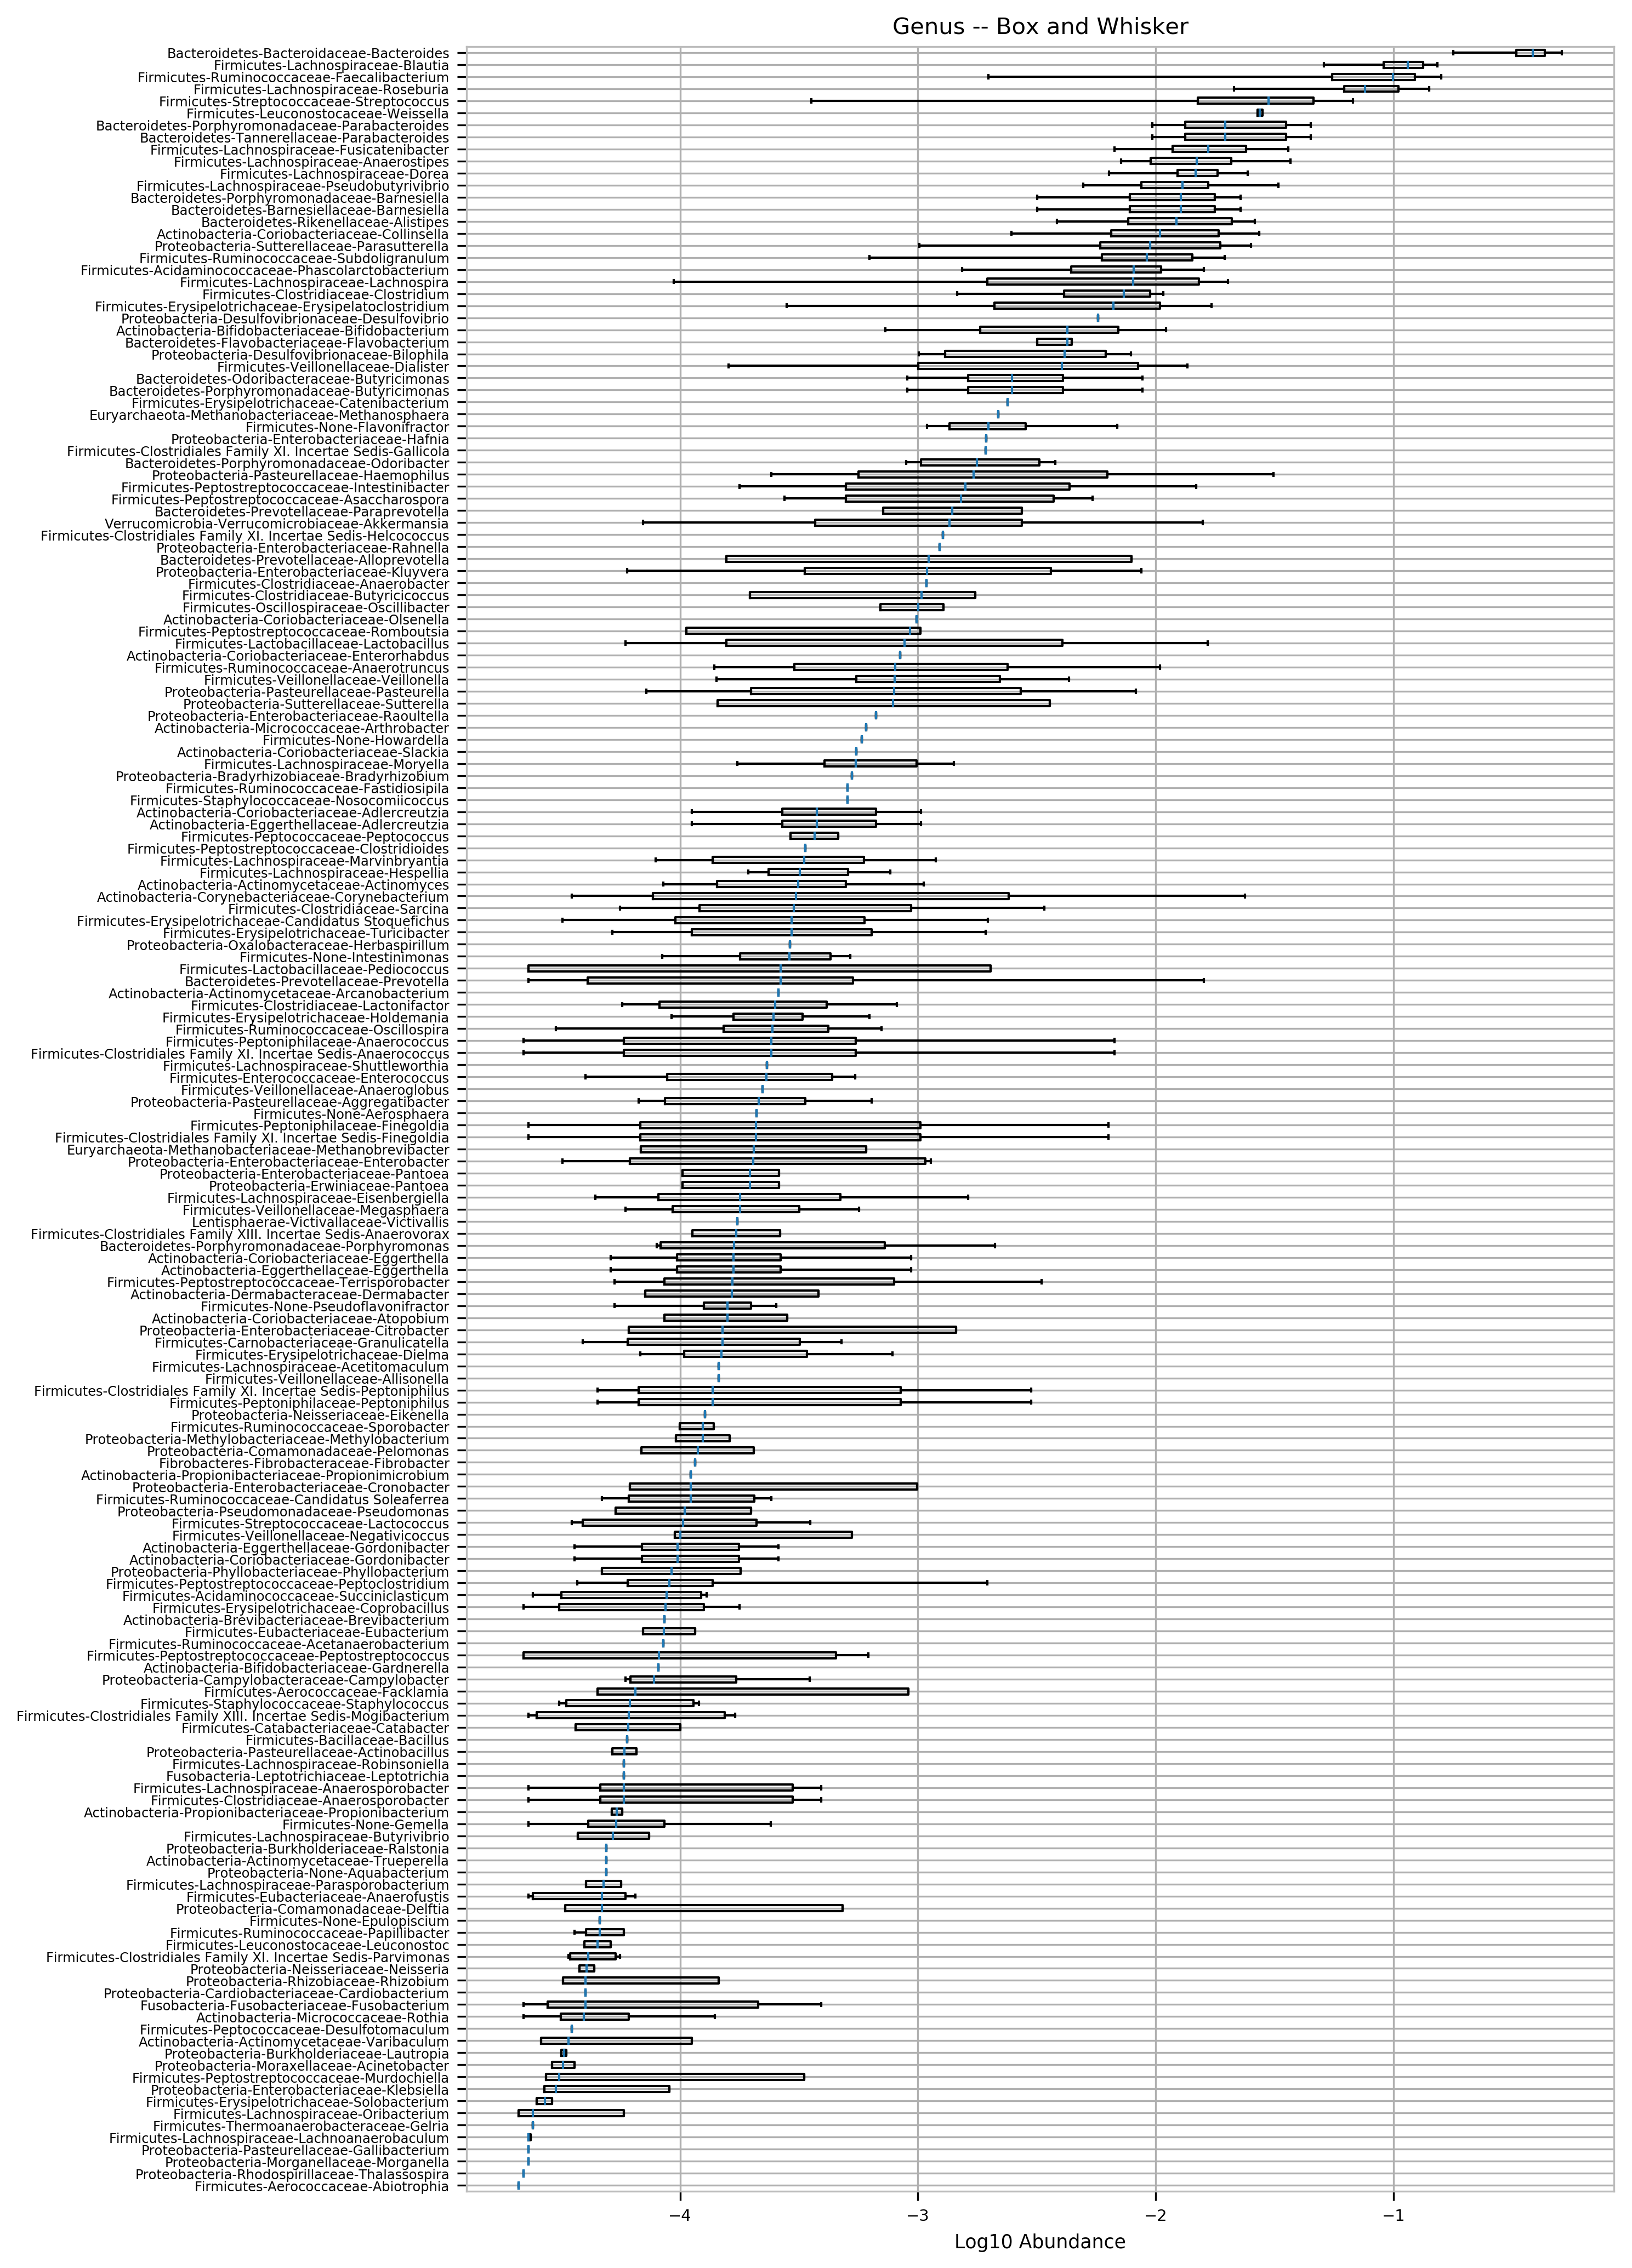 Genus -- Box and Whisker
Bacteroidetes-Bacteroidaceae-Bacteroides
Firmicutes-Lachnospiraceae-Blautia
Firmicutes-Ruminococcaceae-Faecalibacterium
Firmicutes-Lachnospiraceae-Roseburia
Firmicutes-Streptococcaceae-Streptococcus
Firmicutes-Leuconostocaceae-Weissella
Bacteroidetes-Porphyromonadaceae-Parabacteroides
Bacteroidetes-Tannerellaceae-Parabacteroides
Firmicutes-Lachnospiraceae-Fusicatenibacter
Firmicutes-Lachnospiraceae-Anaerostipes
Firmicutes-Lachnospiraceae-Dorea
Firmicutes-Lachnospiraceae-Pseudobutyrivibrio
Bacteroidetes-Porphyromonadaceae-Barnesiella
Bacteroidetes-Barnesiellaceae-Barnesiella
Bacteroidetes-Rikenellaceae-Alistipes
Actinobacteria-Coriobacteriaceae-Collinsella
Proteobacteria-Sutterellaceae-Parasutterella
Firmicutes-Ruminococcaceae-Subdoligranulum
Firmicutes-Acidaminococcaceae-Phascolarctobacterium
Firmicutes-Lachnospiraceae-Lachnospira
Firmicutes-Clostridiaceae-Clostridium
Firmicutes-Erysipelotrichaceae-Erysipelatoclostridium
Proteobacteria-Desulfovibrionaceae-Desulfovibrio
Actinobacteria-Bifidobacteriaceae-Bifidobacterium
Bacteroidetes-Flavobacteriaceae-Flavobacterium
Proteobacteria-Desulfovibrionaceae-Bilophila
Firmicutes-Veillonellaceae-Dialister
Bacteroidetes-Odoribacteraceae-Butyricimonas
Bacteroidetes-Porphyromonadaceae-Butyricimonas
Firmicutes-Erysipelotrichaceae-Catenibacterium
Euryarchaeota-Methanobacteriaceae-Methanosphaera
Firmicutes-None-Flavonifractor
Proteobacteria-Enterobacteriaceae-Hafnia
Firmicutes-Clostridiales Family XI. Incertae Sedis-Gallicola
Bacteroidetes-Porphyromonadaceae-Odoribacter
Proteobacteria-Pasteurellaceae-Haemophilus
Firmicutes-Peptostreptococcaceae-Intestinibacter
Firmicutes-Peptostreptococcaceae-Asaccharospora
Bacteroidetes-Prevotellaceae-Paraprevotella
Verrucomicrobia-Verrucomicrobiaceae-Akkermansia
Firmicutes-Clostridiales Family XI. Incertae Sedis-Helcococcus
Proteobacteria-Enterobacteriaceae-Rahnella
Bacteroidetes-Prevotellaceae-Alloprevotella
Proteobacteria-Enterobacteriaceae-Kluyvera
Firmicutes-Clostridiaceae-Anaerobacter
Firmicutes-Clostridiaceae-Butyricicoccus
Firmicutes-Oscillospiraceae-Oscillibacter
Actinobacteria-Coriobacteriaceae-Olsenella
Firmicutes-Peptostreptococcaceae-Romboutsia
Firmicutes-Lactobacillaceae-Lactobacillus
Actinobacteria-Coriobacteriaceae-Enterorhabdus
Firmicutes-Ruminococcaceae-Anaerotruncus
Firmicutes-Veillonellaceae-Veillonella
Proteobacteria-Pasteurellaceae-Pasteurella
Proteobacteria-Sutterellaceae-Sutterella
Proteobacteria-Enterobacteriaceae-Raoultella
Actinobacteria-Micrococcaceae-Arthrobacter
Firmicutes-None-Howardella
Actinobacteria-Coriobacteriaceae-Slackia
Firmicutes-Lachnospiraceae-Moryella
Proteobacteria-Bradyrhizobiaceae-Bradyrhizobium
Firmicutes-Ruminococcaceae-Fastidiosipila
Firmicutes-Staphylococcaceae-Nosocomiicoccus
Actinobacteria-Coriobacteriaceae-Adlercreutzia
Actinobacteria-Eggerthellaceae-Adlercreutzia
Firmicutes-Peptococcaceae-Peptococcus
Firmicutes-Peptostreptococcaceae-Clostridioides
Firmicutes-Lachnospiraceae-Marvinbryantia
Firmicutes-Lachnospiraceae-Hespellia
Actinobacteria-Actinomycetaceae-Actinomyces
Actinobacteria-Corynebacteriaceae-Corynebacterium
Firmicutes-Clostridiaceae-Sarcina
Firmicutes-Erysipelotrichaceae-Candidatus Stoquefichus
Firmicutes-Erysipelotrichaceae-Turicibacter
Proteobacteria-Oxalobacteraceae-Herbaspirillum
Firmicutes-None-Intestinimonas
Firmicutes-Lactobacillaceae-Pediococcus
Bacteroidetes-Prevotellaceae-Prevotella
Actinobacteria-Actinomycetaceae-Arcanobacterium
Firmicutes-Clostridiaceae-Lactonifactor
Firmicutes-Erysipelotrichaceae-Holdemania
Firmicutes-Ruminococcaceae-Oscillospira
Firmicutes-Peptoniphilaceae-Anaerococcus
Firmicutes-Clostridiales Family XI. Incertae Sedis-Anaerococcus
Firmicutes-Lachnospiraceae-Shuttleworthia
Firmicutes-Enterococcaceae-Enterococcus
Firmicutes-Veillonellaceae-Anaeroglobus
Proteobacteria-Pasteurellaceae-Aggregatibacter
Firmicutes-None-Aerosphaera
Firmicutes-Peptoniphilaceae-Finegoldia
Firmicutes-Clostridiales Family XI. Incertae Sedis-Finegoldia
Euryarchaeota-Methanobacteriaceae-Methanobrevibacter
Proteobacteria-Enterobacteriaceae-Enterobacter
Proteobacteria-Enterobacteriaceae-Pantoea
Proteobacteria-Erwiniaceae-Pantoea
Firmicutes-Lachnospiraceae-Eisenbergiella
Firmicutes-Veillonellaceae-Megasphaera
Lentisphaerae-Victivallaceae-Victivallis
Firmicutes-Clostridiales Family XIII. Incertae Sedis-Anaerovorax
Bacteroidetes-Porphyromonadaceae-Porphyromonas
Actinobacteria-Coriobacteriaceae-Eggerthella
Actinobacteria-Eggerthellaceae-Eggerthella
Firmicutes-Peptostreptococcaceae-Terrisporobacter
Actinobacteria-Dermabacteraceae-Dermabacter
Firmicutes-None-Pseudoflavonifractor
Actinobacteria-Coriobacteriaceae-Atopobium
Proteobacteria-Enterobacteriaceae-Citrobacter
Firmicutes-Carnobacteriaceae-Granulicatella
Firmicutes-Erysipelotrichaceae-Dielma
Firmicutes-Lachnospiraceae-Acetitomaculum
Firmicutes-Veillonellaceae-Allisonella
Firmicutes-Clostridiales Family XI. Incertae Sedis-Peptoniphilus
Firmicutes-Peptoniphilaceae-Peptoniphilus
Proteobacteria-Neisseriaceae-Eikenella
Firmicutes-Ruminococcaceae-Sporobacter
Proteobacteria-Methylobacteriaceae-Methylobacterium
Proteobacteria-Comamonadaceae-Pelomonas
Fibrobacteres-Fibrobacteraceae-Fibrobacter
Actinobacteria-Propionibacteriaceae-Propionimicrobium
Proteobacteria-Enterobacteriaceae-Cronobacter
Firmicutes-Ruminococcaceae-Candidatus Soleaferrea
Proteobacteria-Pseudomonadaceae-Pseudomonas
Firmicutes-Streptococcaceae-Lactococcus
Firmicutes-Veillonellaceae-Negativicoccus
Actinobacteria-Eggerthellaceae-Gordonibacter
Actinobacteria-Coriobacteriaceae-Gordonibacter
Proteobacteria-Phyllobacteriaceae-Phyllobacterium
Firmicutes-Peptostreptococcaceae-Peptoclostridium
Firmicutes-Acidaminococcaceae-Succiniclasticum
Firmicutes-Erysipelotrichaceae-Coprobacillus
Actinobacteria-Brevibacteriaceae-Brevibacterium
Firmicutes-Eubacteriaceae-Eubacterium
Firmicutes-Ruminococcaceae-Acetanaerobacterium
Firmicutes-Peptostreptococcaceae-Peptostreptococcus
Actinobacteria-Bifidobacteriaceae-Gardnerella
Proteobacteria-Campylobacteraceae-Campylobacter
Firmicutes-Aerococcaceae-Facklamia
Firmicutes-Staphylococcaceae-Staphylococcus
Firmicutes-Clostridiales Family XIII. Incertae Sedis-Mogibacterium
Firmicutes-Catabacteriaceae-Catabacter
Firmicutes-Bacillaceae-Bacillus
Proteobacteria-Pasteurellaceae-Actinobacillus
Firmicutes-Lachnospiraceae-Robinsoniella
Fusobacteria-Leptotrichiaceae-Leptotrichia
Firmicutes-Lachnospiraceae-Anaerosporobacter
Firmicutes-Clostridiaceae-Anaerosporobacter
Actinobacteria-Propionibacteriaceae-Propionibacterium
Firmicutes-None-Gemella
Firmicutes-Lachnospiraceae-Butyrivibrio
Proteobacteria-Burkholderiaceae-Ralstonia
Actinobacteria-Actinomycetaceae-Trueperella
Proteobacteria-None-Aquabacterium
Firmicutes-Lachnospiraceae-Parasporobacterium
Firmicutes-Eubacteriaceae-Anaerofustis
Proteobacteria-Comamonadaceae-Delftia
Firmicutes-None-Epulopiscium
Firmicutes-Ruminococcaceae-Papillibacter
Firmicutes-Leuconostocaceae-Leuconostoc
Firmicutes-Clostridiales Family XI. Incertae Sedis-Parvimonas
Proteobacteria-Neisseriaceae-Neisseria
Proteobacteria-Rhizobiaceae-Rhizobium
Proteobacteria-Cardiobacteriaceae-Cardiobacterium
Fusobacteria-Fusobacteriaceae-Fusobacterium
Actinobacteria-Micrococcaceae-Rothia
Firmicutes-Peptococcaceae-Desulfotomaculum
Actinobacteria-Actinomycetaceae-Varibaculum
Proteobacteria-Burkholderiaceae-Lautropia
Proteobacteria-Moraxellaceae-Acinetobacter
Firmicutes-Peptostreptococcaceae-Murdochiella
Proteobacteria-Enterobacteriaceae-Klebsiella
Firmicutes-Erysipelotrichaceae-Solobacterium
Firmicutes-Lachnospiraceae-Oribacterium
Firmicutes-Thermoanaerobacteraceae-Gelria
Firmicutes-Lachnospiraceae-Lachnoanaerobaculum
Proteobacteria-Pasteurellaceae-Gallibacterium
Proteobacteria-Morganellaceae-Morganella
Proteobacteria-Rhodospirillaceae-Thalassospira
Firmicutes-Aerococcaceae-Abiotrophia
−4 −3 −2 −1
Log10 Abundance